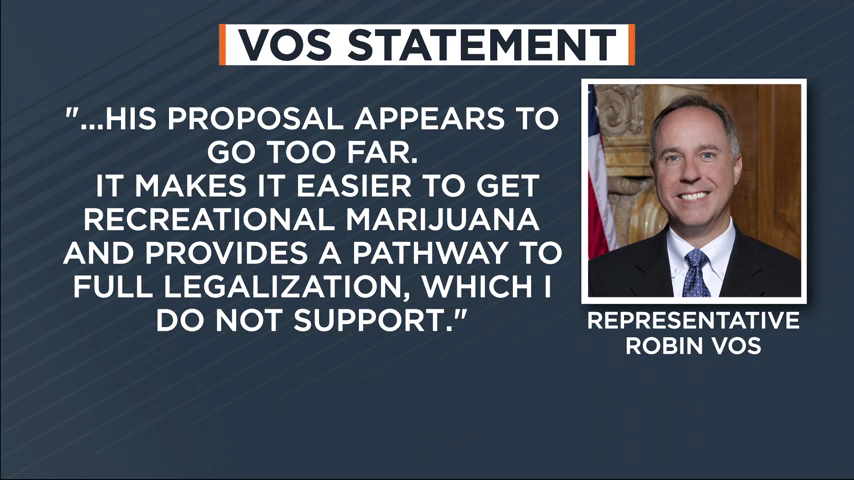 VOS STATEMENT
"...HIS PROPOSAL APPEARS TO
GO TOO FAR.
IT MAKES IT EASIER TO GET
RECREATIONAL MARIJUANA
AND PROVIDES A PATHWAY TO
FULL LEGALIZATION, WHICH I
DO NOT SUPPORT."
REPRESENTATIVE
ROBIN VOS